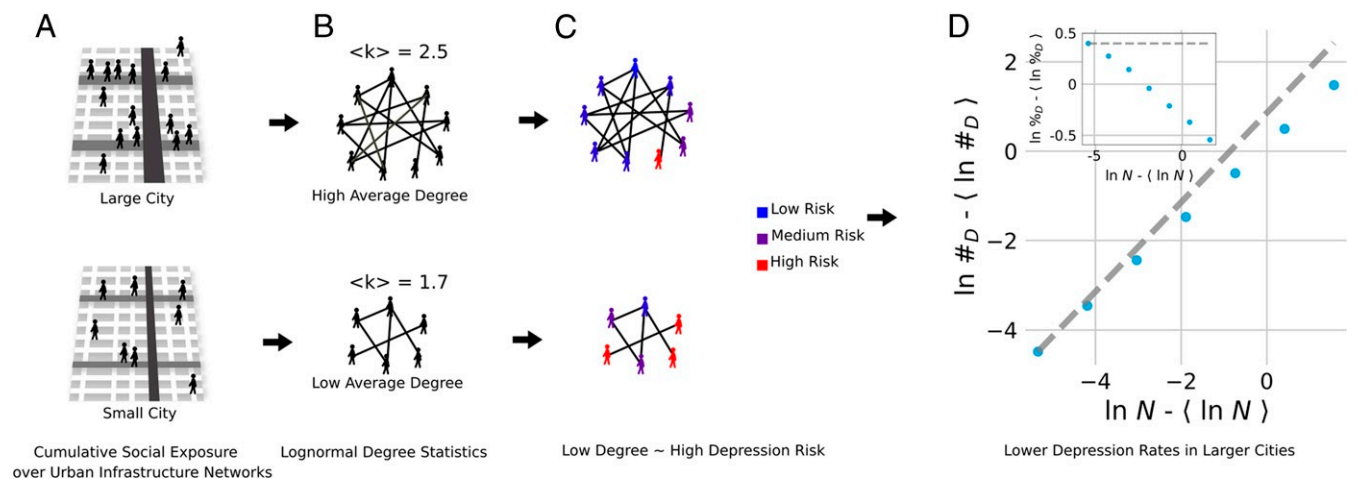 A
B
C
D
<k> = 2.5
Large City
High Average Degree
Low Risk
Medium Risk
High Risk
<k> = 1.7
Small City
Low Average Degree
Cumulative Social Exposure
over Urban Infrastructure Networks
Lognormal Degree Statistics
Low Degree ~ High Depression Risk
ln #D - ⟨ ln #D ⟩
2
0
−2
−4
−4
−2
0
ln N - ⟨ ln N ⟩
ln %D - ⟨ ln %D ⟩
0.5
0
-0.5
-5
0
ln N - ⟨ ln N ⟩
Lower Depression Rates in Larger Cities